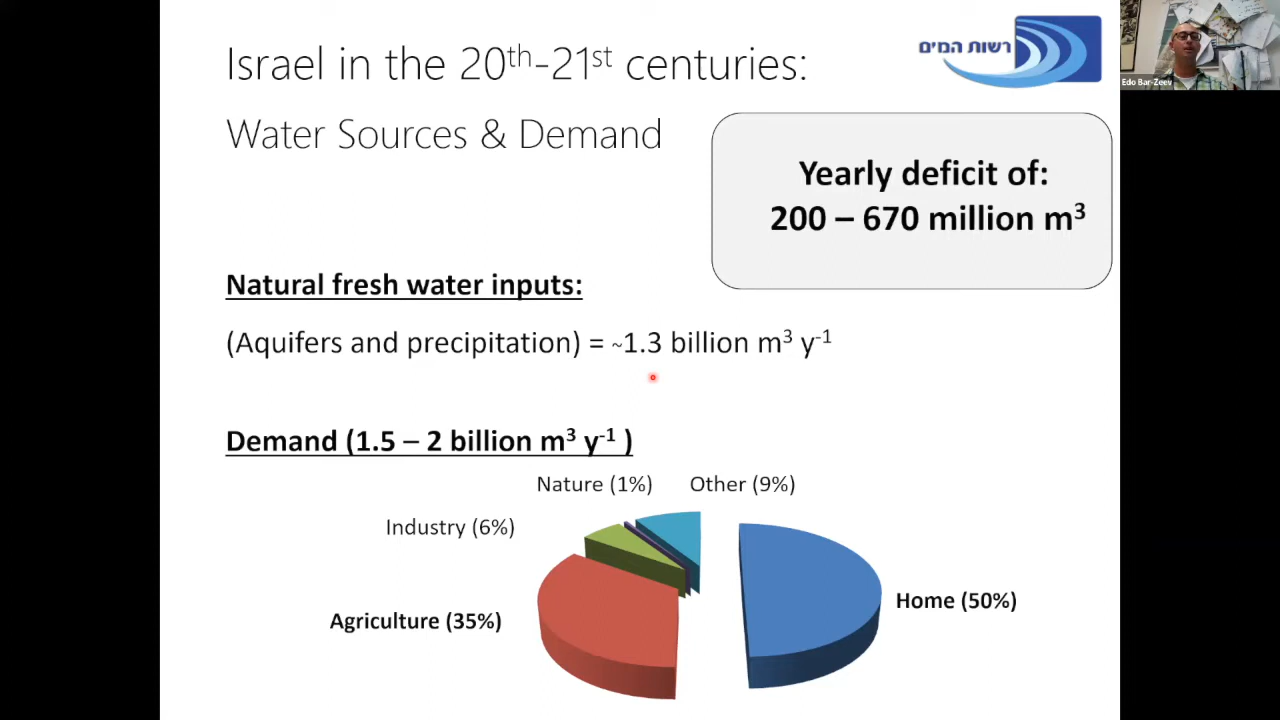 Israel in the 20th-21st centuries:
Water Sources & Demand
רשות המים
Edo Bar-Zeev
Yearly deficit of:
200 – 670 million m³
Natural fresh water inputs:
(Aquifers and precipitation) = ~1.3 billion m³ y⁻¹
Demand (1.5 – 2 billion m³ y⁻¹ )
Nature (1%)
Other (9%)
Industry (6%)
Home (50%)
Agriculture (35%)